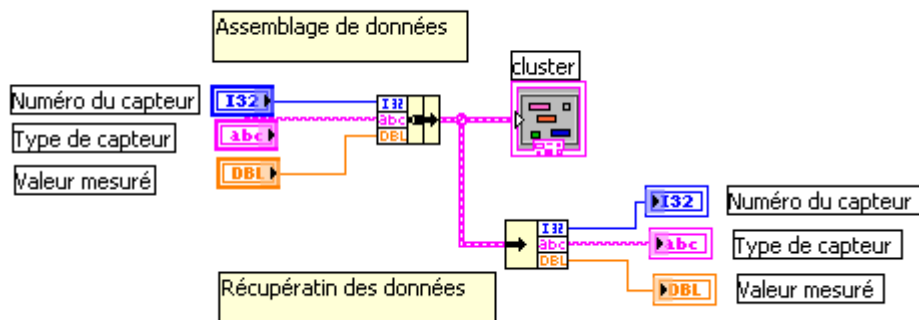 Assemblage de données
cluster
Numéro du capteur
I32
I32
Type de capteur
abc
abc
Valeur mesuré
DBL
DBL
I32
I32
Numéro du capteur
abc
abc
Type de capteur
DBL
DBL
Valeur mesuré
Récupératin des données